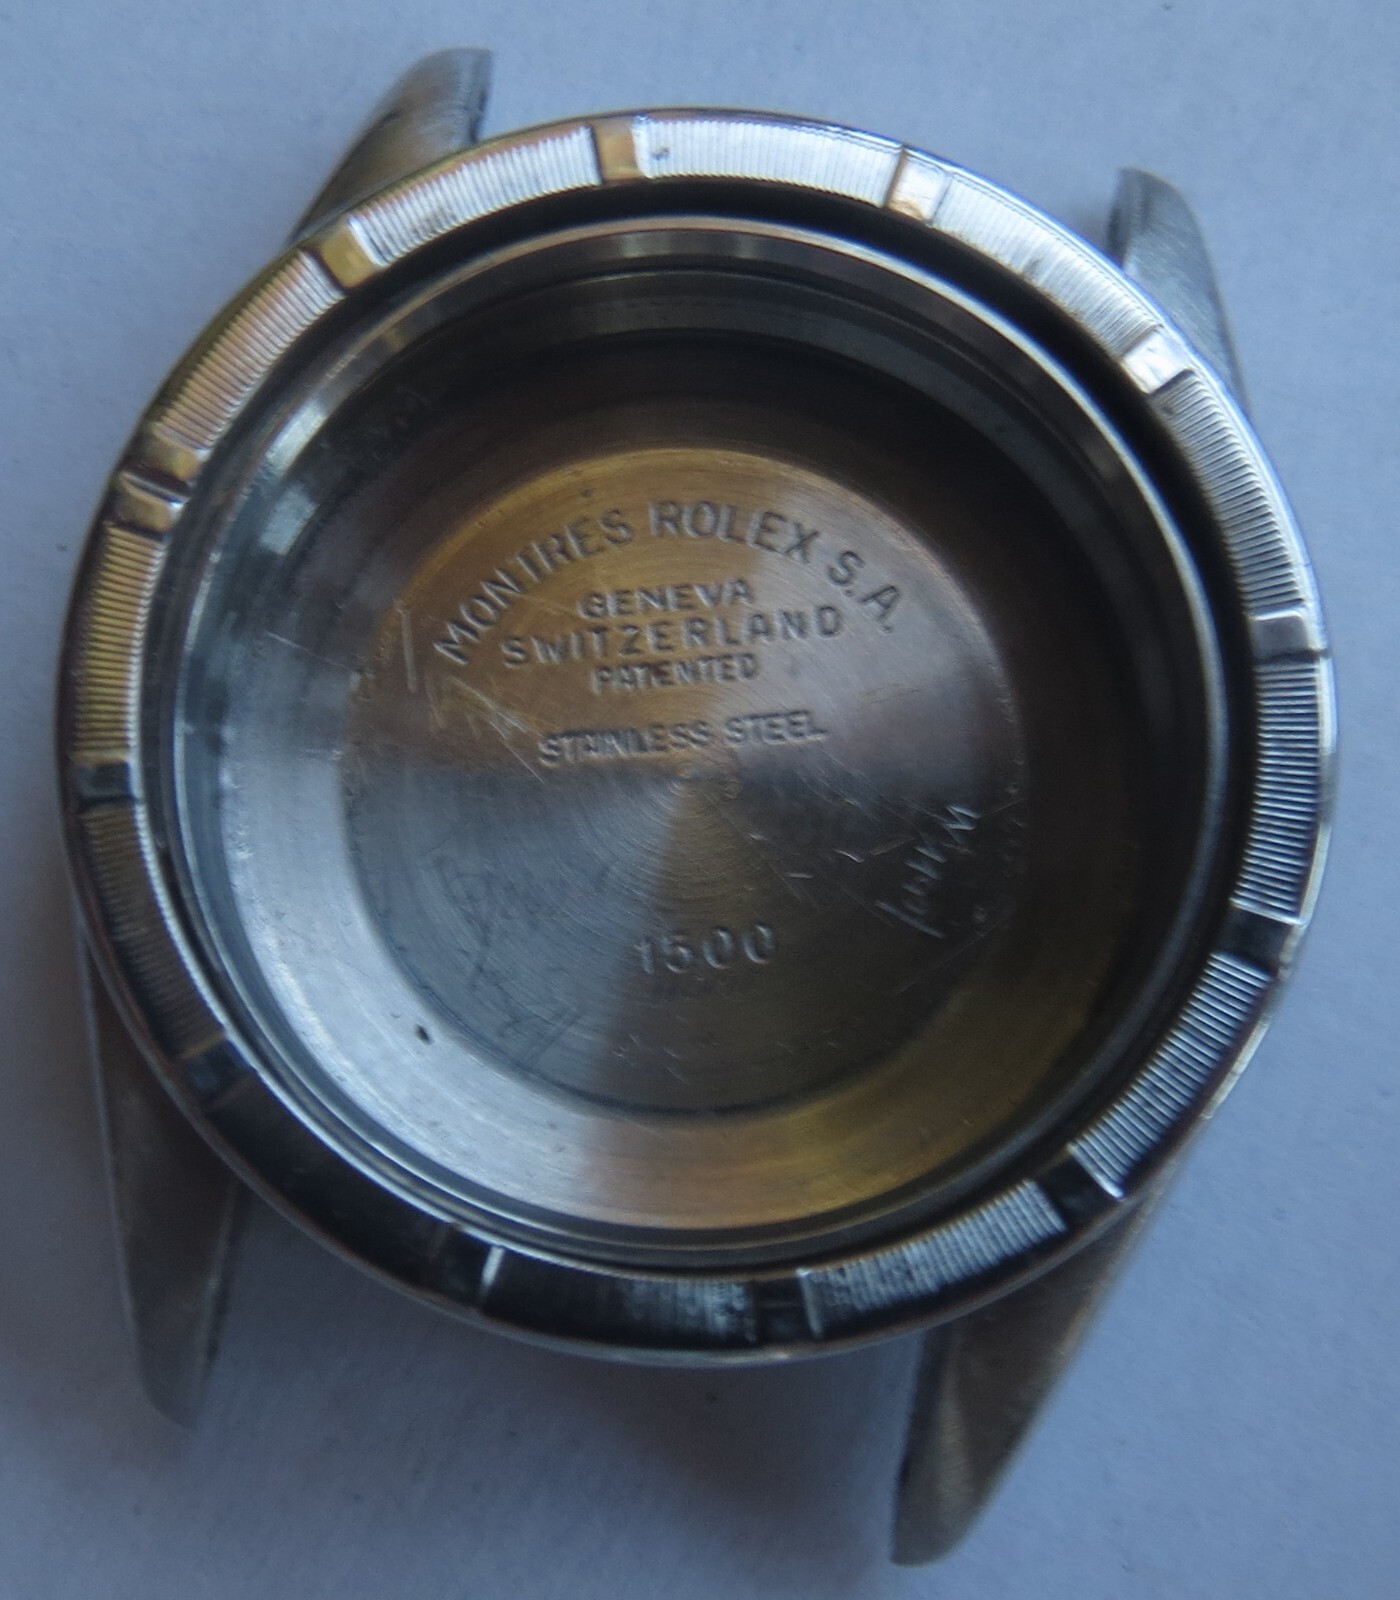 MONTRES ROLEX S.A.
GENEVA
SWITZERLAND
PATENTED
STAINLESS STEEL
1500